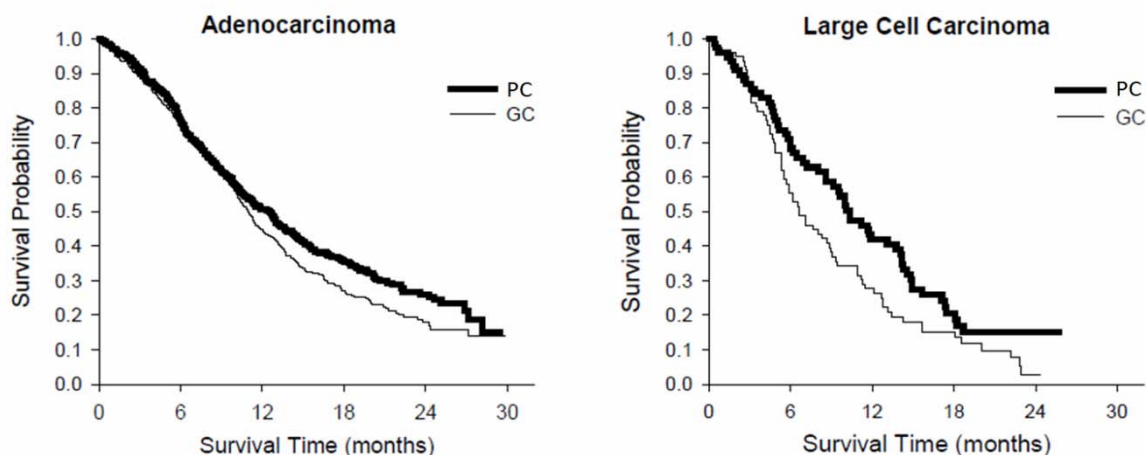 Adenocarcinoma
1.0
0.9
0.8
0.7
0.6
0.5
0.4
0.3
0.2
0.1
0.0
Survival Probability
PC
GC
0 6 12 18 24 30
Survival Time (months)
Large Cell Carcinoma
1.0
0.9
0.8
0.7
0.6
0.5
0.4
0.3
0.2
0.1
0.0
Survival Probability
PC
GC
0 6 12 18 24 30
Survival Time (months)